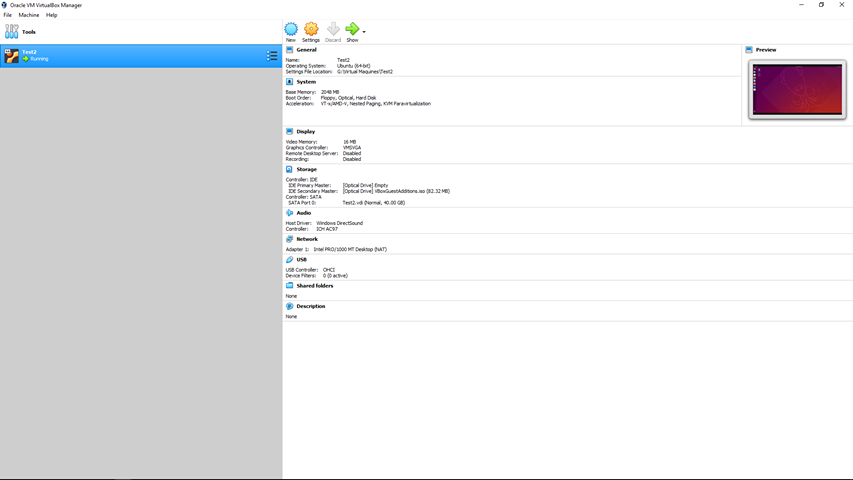 Oracle VM VirtualBox Manager
File Machine Help
Tools
New Settings Discard Show
Test2
Running
General
Name: Test2
Operating System: Ubuntu (64-bit)
Settings File Location: G:\Virtual Maquines\Test2
System
Base Memory: 2048 MB
Boot Order: Floppy, Optical, Hard Disk
Acceleration: VT-x/AMD-V, Nested Paging, KVM Paravirtualization
Preview
Display
Video Memory: 16 MB
Graphics Controller: VMSVGA
Remote Desktop Server: Disabled
Recording: Disabled
Storage
Controller: IDE
IDE Primary Master: [Optical Drive] Empty
IDE Secondary Master: [Optical Drive] VBoxGuestAdditions.iso (82.32 MB)
Controller: SATA
SATA Port 0: Test2.vdi (Normal, 40.00 GB)
Audio
Host Driver: Windows DirectSound
Controller: ICH AC97
Network
Adapter 1: Intel PRO/1000 MT Desktop (NAT)
USB
USB Controller: OHCI
Device Filters: 0 (0 active)
Shared folders
None
Description
None